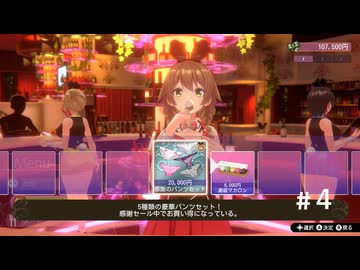 107,500円
Menu
20,000円
感謝のパンツセット
8,000円
高級マカロン
#4
5種類の豪華パンツセット!
感謝セール中でお買い得になっている。
選択 決定 戻る